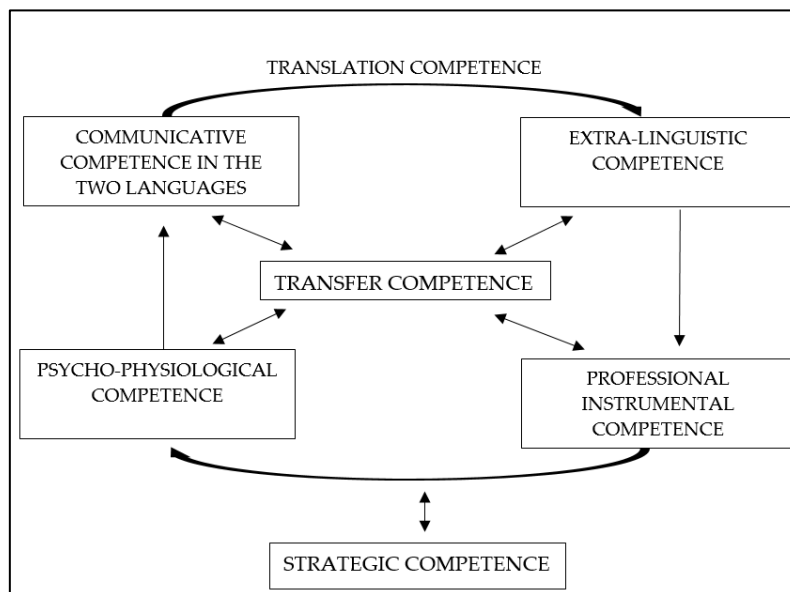 TRANSLATION COMPETENCE
COMMUNICATIVE
COMPETENCE IN THE
TWO LANGUAGES
EXTRA-LINGUISTIC
COMPETENCE
TRANSFER COMPETENCE
PSYCHO-PHYSIOLOGICAL
COMPETENCE
PROFESSIONAL
INSTRUMENTAL
COMPETENCE
STRATEGIC COMPETENCE